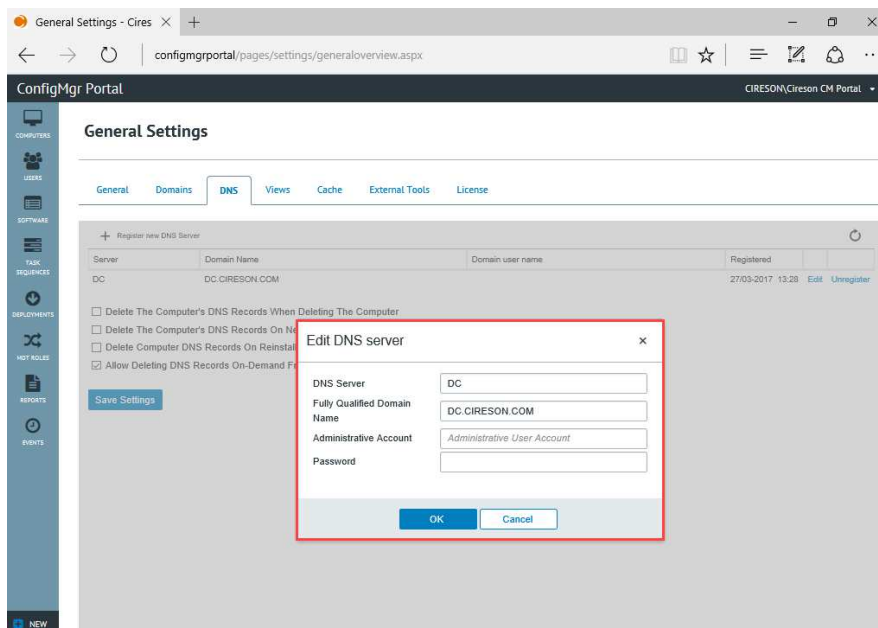 General Settings - Cires
configmgrportal/pages/settings/generaloverview.aspx
ConfigMgr Portal
CIRESON\Cireson CM Portal
COMPUTERS
USERS
SOFTWARE
TASK
SEQUENCES
DEPLOYMENTS
HOT ROLES
REPORTS
EVENTS
NEW
General Settings
General Domains DNS Views Cache External Tools License
Register new DNS Server
Server Domain Name Domain user name Registered
DC DC.CIRESON.COM 27/03-2017 13:28 Edit Unregister
Delete The Computer's DNS Records When Deleting The Computer
Delete The Computer's DNS Records On Ne
Delete Computer DNS Records On Reinstal
Allow Deleting DNS Records On-Demand Fr
Save Settings
Edit DNS server
DNS Server DC
Fully Qualified Domain
Name
DC.CIRESON.COM
Administrative Account Administrative User Account
Password
OK Cancel